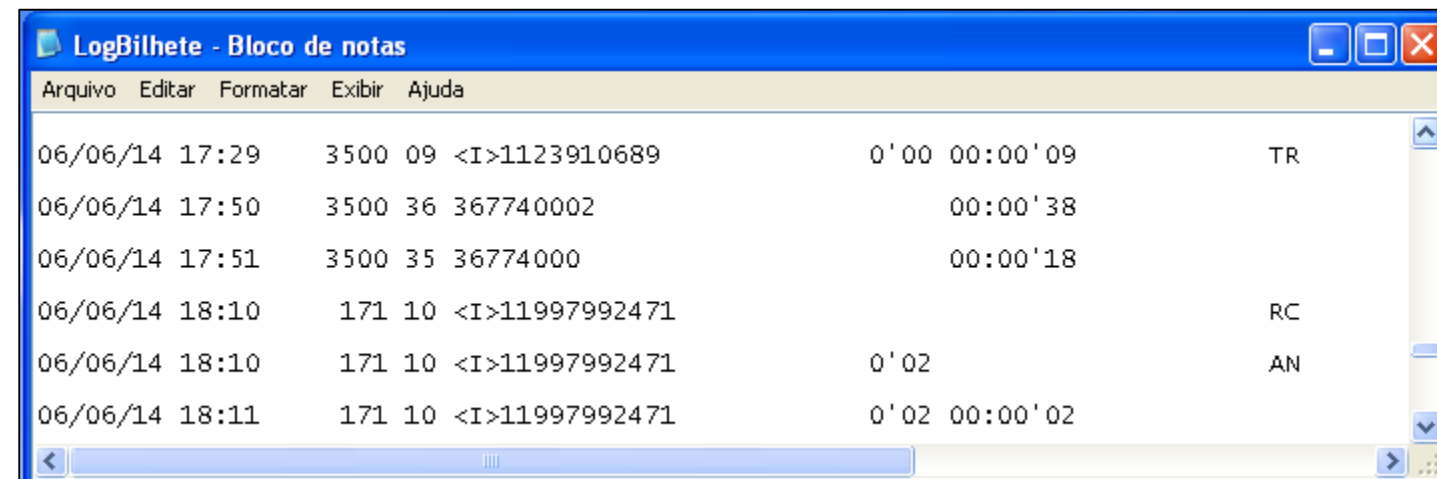 LogBilhete - Bloco de notas
Arquivo Editar Formatar Exibir Ajuda
06/06/14 17:29 3500 09 <I>1123910689 0'00 00:00'09 TR
06/06/14 17:50 3500 36 367740002 00:00'38
06/06/14 17:51 3500 35 36774000 00:00'18
06/06/14 18:10 171 10 <I>11997992471 RC
06/06/14 18:10 171 10 <I>11997992471 0'02 AN
06/06/14 18:11 171 10 <I>11997992471 0'02 00:00'02